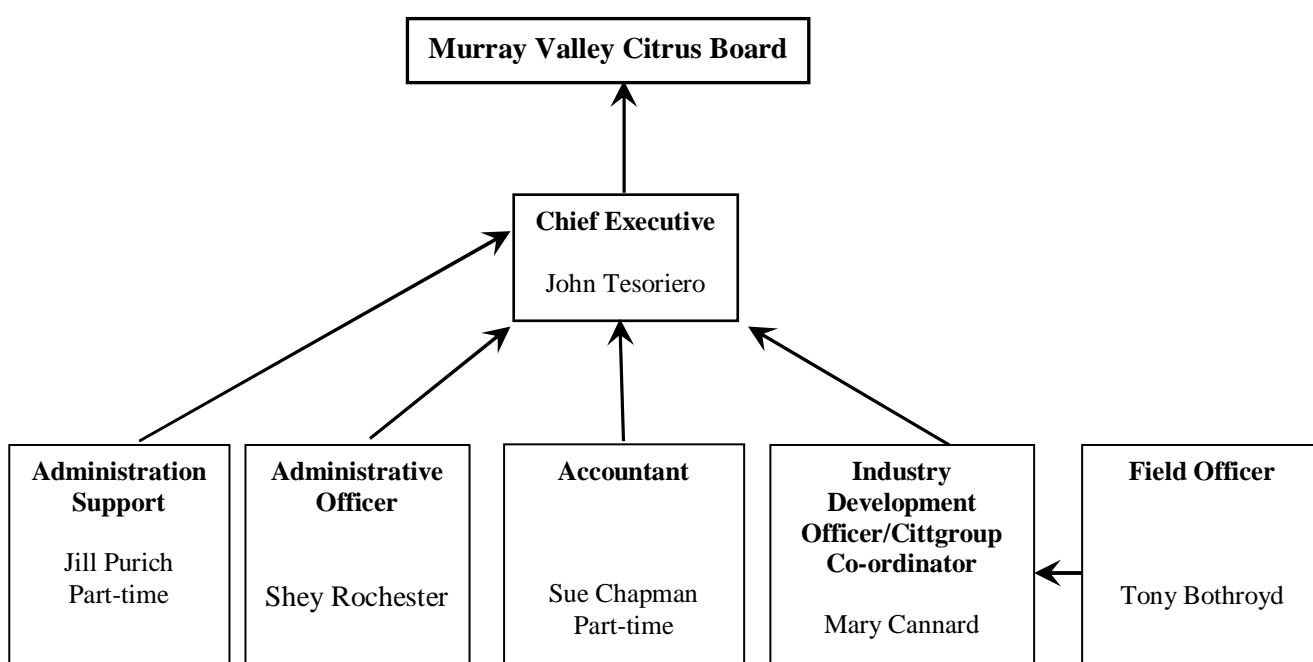 Murray Valley Citrus Board
Chief Executive
John Tesoriero
Administration
Support
Jill Purich
Part-time
Administrative
Officer
Shey Rochester
Accountant
Sue Chapman
Part-time
Industry
Development
Officer/Cittgroup
Co-ordinator
Mary Cannard
Field Officer
Tony Bothroyd